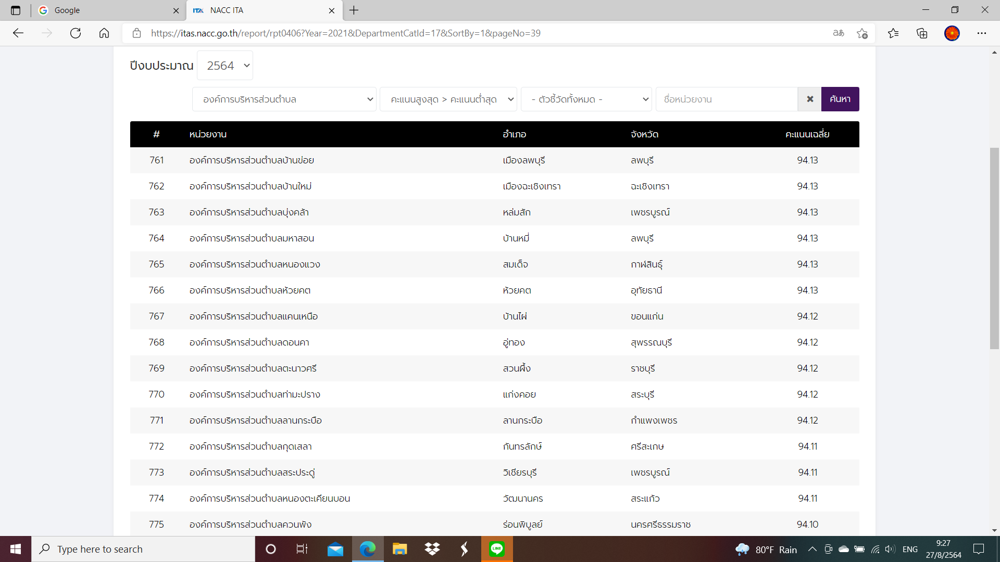 Google
NACC ITA
https://itas.nacc.go.th/report/rpt0406?Year=2021&DepartmentCatId=17&SortBy=1&pageNo=39
ปีงบประมาณ 2564
องค์การบริหารส่วนตำบล คะแนนสูงสุด > คะแนนต่ำสุด - ตัวชี้วัดทั้งหมด - ชื่อหน่วยงาน ค้นหา
# หน่วยงาน อำเภอ จังหวัด คะแนนเฉลี่ย
761 องค์การบริหารส่วนตำบลบ้านข่อย เมืองลพบุรี ลพบุรี 94.13
762 องค์การบริหารส่วนตำบลบ้านใหม่ เมืองฉะเชิงเทรา ฉะเชิงเทรา 94.13
763 องค์การบริหารส่วนตำบลบุ่งคล้า หล่มสัก เพชรบูรณ์ 94.13
764 องค์การบริหารส่วนตำบลมหาสอน บ้านหมี่ ลพบุรี 94.13
765 องค์การบริหารส่วนตำบลหนองแวง สมเด็จ กาฬสินธุ์ 94.13
766 องค์การบริหารส่วนตำบลห้วยคต ห้วยคต อุทัยธานี 94.13
767 องค์การบริหารส่วนตำบลแคนเหนือ บ้านไผ่ ขอนแก่น 94.12
768 องค์การบริหารส่วนตำบลดอนคา อู่ทอง สุพรรณบุรี 94.12
769 องค์การบริหารส่วนตำบลตะนาวศรี สวนผึ้ง ราชบุรี 94.12
770 องค์การบริหารส่วนตำบลท่ามะปราง แก่งคอย สระบุรี 94.12
771 องค์การบริหารส่วนตำบลลานกระบือ ลานกระบือ กำแพงเพชร 94.12
772 องค์การบริหารส่วนตำบลกุดเสลา กันทรลักษ์ ศรีสะเกษ 94.11
773 องค์การบริหารส่วนตำบลสระประดู่ วิเชียรบุรี เพชรบูรณ์ 94.11
774 องค์การบริหารส่วนตำบลหนองตะเคียนบอน วัฒนานคร สระแก้ว 94.11
775 องค์การบริหารส่วนตำบลควนพัง ร่อนพิบูลย์ นครศรีธรรมราช 94.10
Type here to search
LINE
80°F Rain
ENG
9:27
27/8/2564